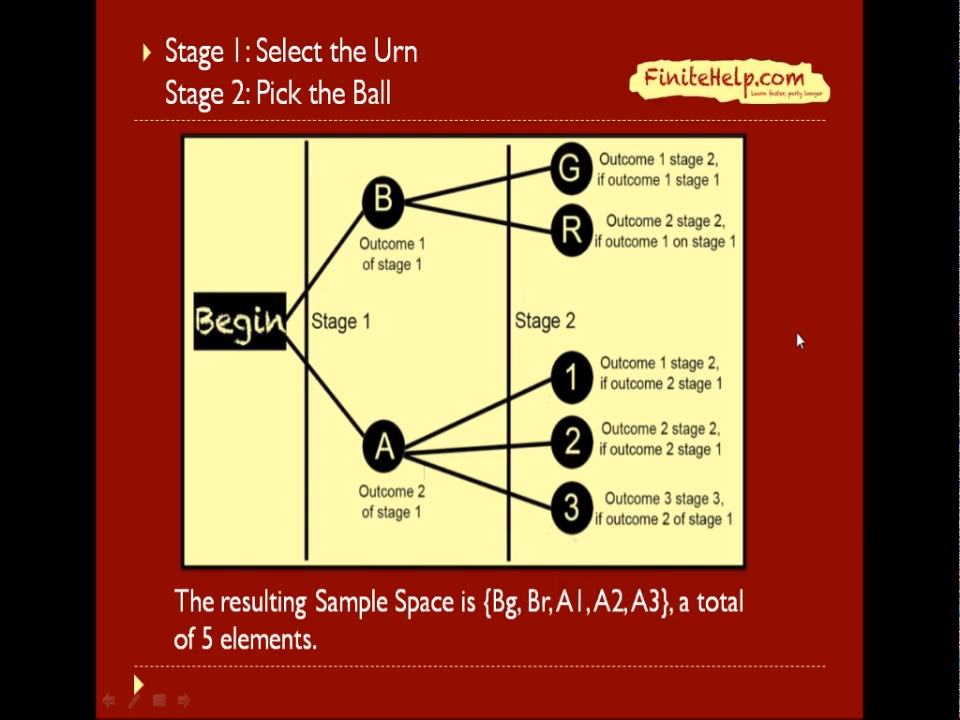 Stage 1: Select the Urn
Stage 2: Pick the Ball
FiniteHelp.com
Learn faster, party longer
G
Outcome 1 stage 2,
if outcome 1 stage 1
B
R
Outcome 2 stage 2,
if outcome 1 on stage 1
Outcome 1
of stage 1
Begin
Stage 1
Stage 2
1
Outcome 1 stage 2,
if outcome 2 stage 1
A
2
Outcome 2 stage 2,
if outcome 2 stage 1
Outcome 2
of stage 1
3
Outcome 3 stage 3,
if outcome 2 of stage 1
The resulting Sample Space is {Bg, Br, A1, A2, A3}, a total
of 5 elements.